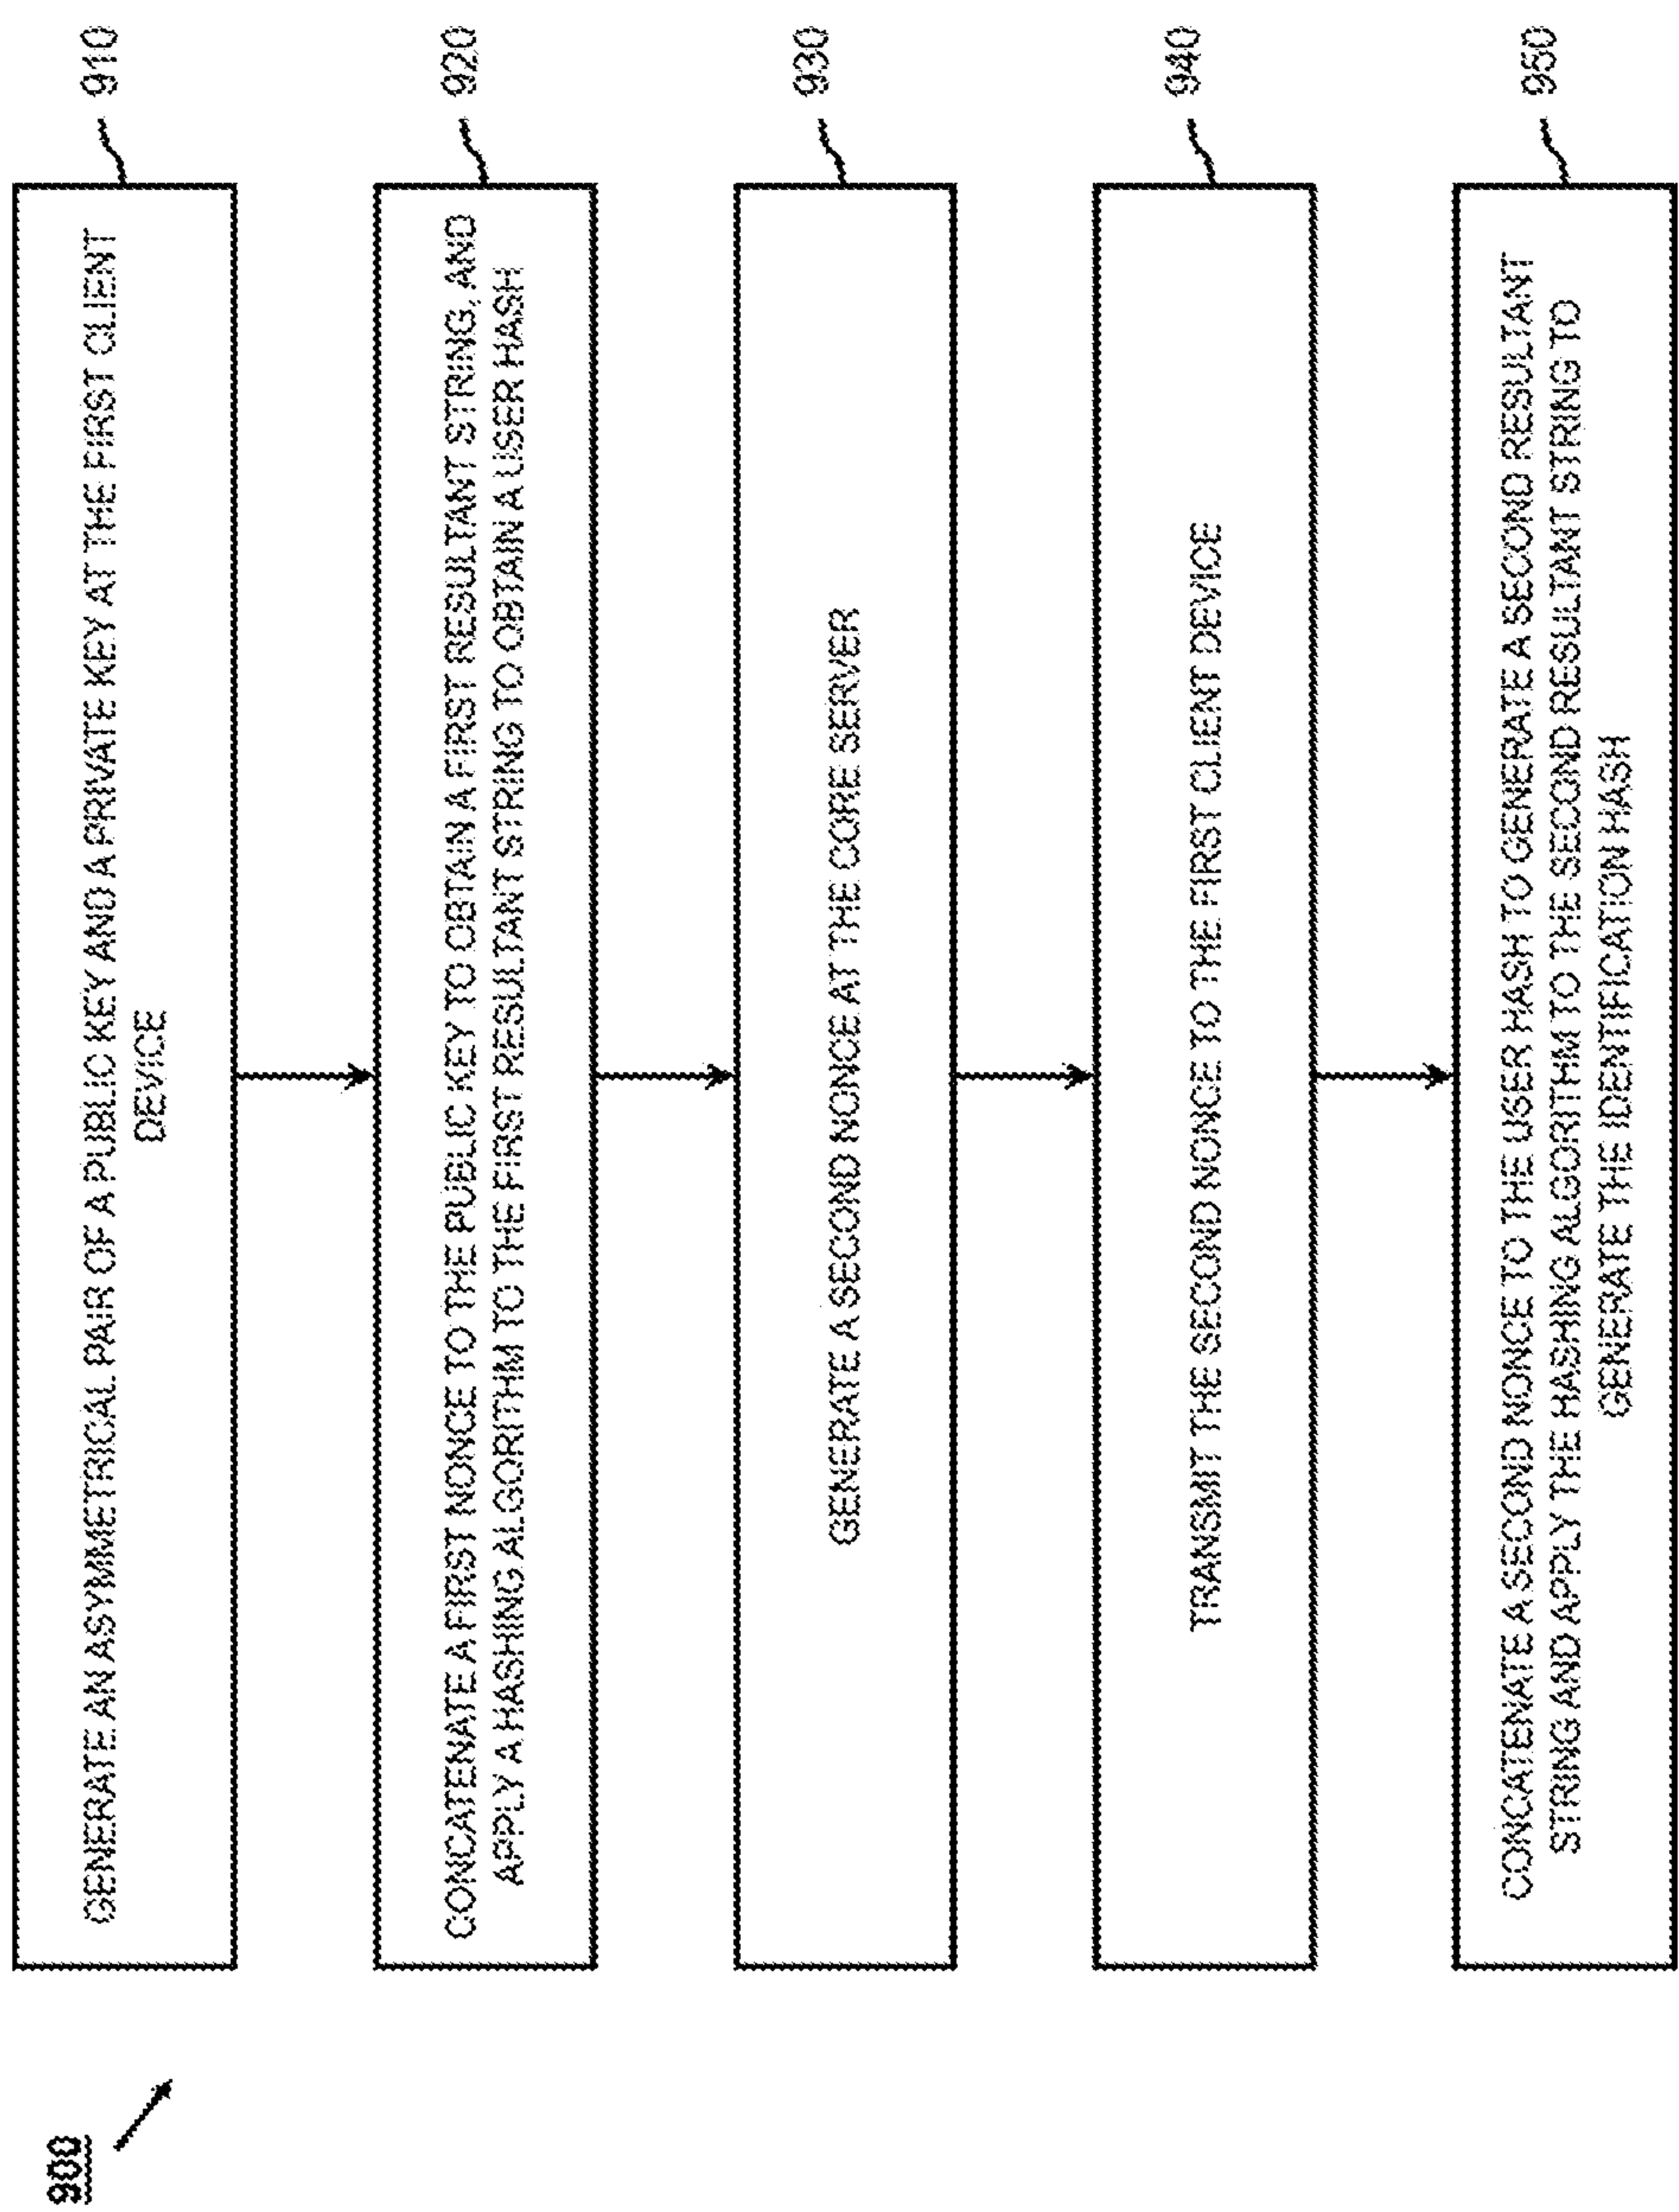 900
GENERATE AN ASYMMETRICAL PAIR OF A PUBLIC KEY AND A PRIVATE KEY AT THE FIRST CLIENT
DEVICE
910
CONCATENATE A FIRST NONCE TO THE PUBLIC KEY TO OBTAIN A FIRST RESULTANT STRING, AND
APPLY A HASHING ALGORITHM TO THE FIRST RESULTANT STRING TO OBTAIN A USER HASH
920
GENERATE A SECOND NONCE AT THE CORE SERVER
930
TRANSMIT THE SECOND NONCE TO THE FIRST CLIENT DEVICE
940
CONCATENATE A SECOND NONCE TO THE USER HASH TO GENERATE A SECOND RESULTANT
STRING AND APPLY THE HASHING ALGORITHM TO THE SECOND RESULTANT STRING TO
GENERATE THE IDENTIFICATION HASH
950